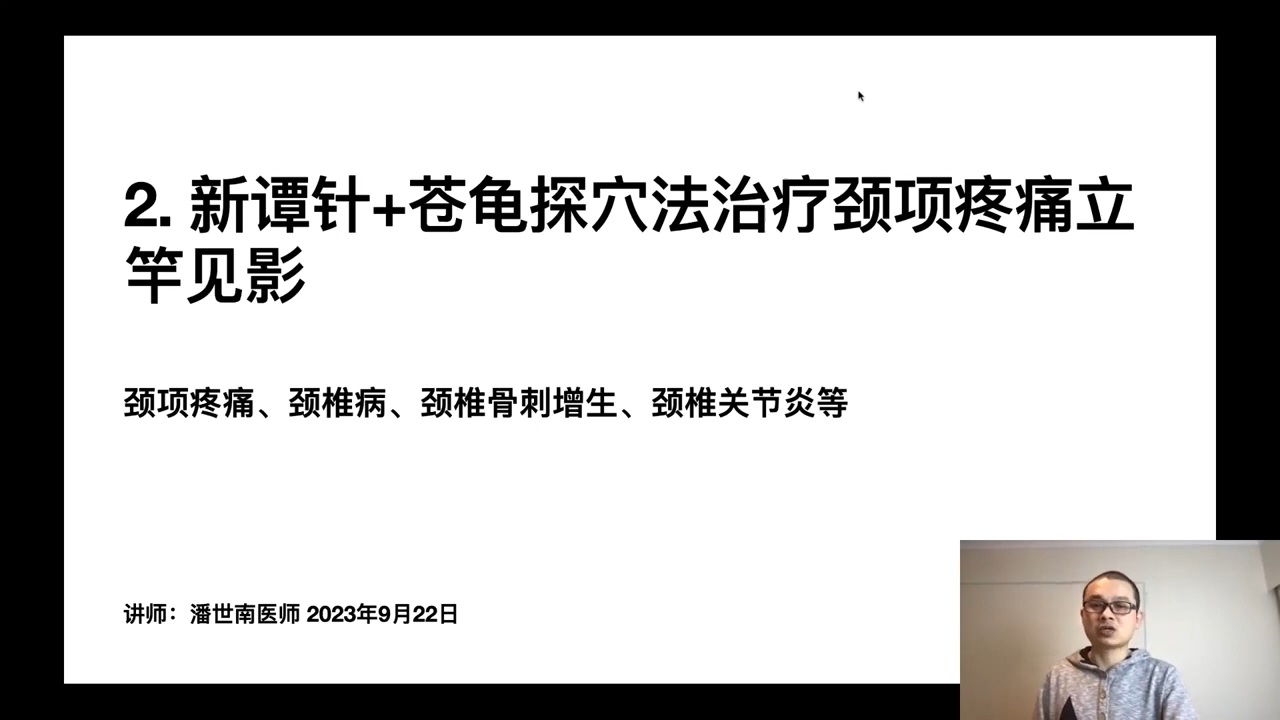 2. 新谭针+苍龟探穴法治疗颈项疼痛立
竿见影
颈项疼痛、颈椎病、颈椎骨刺增生、颈椎关节炎等
讲师：潘世南医师 2023年9月22日